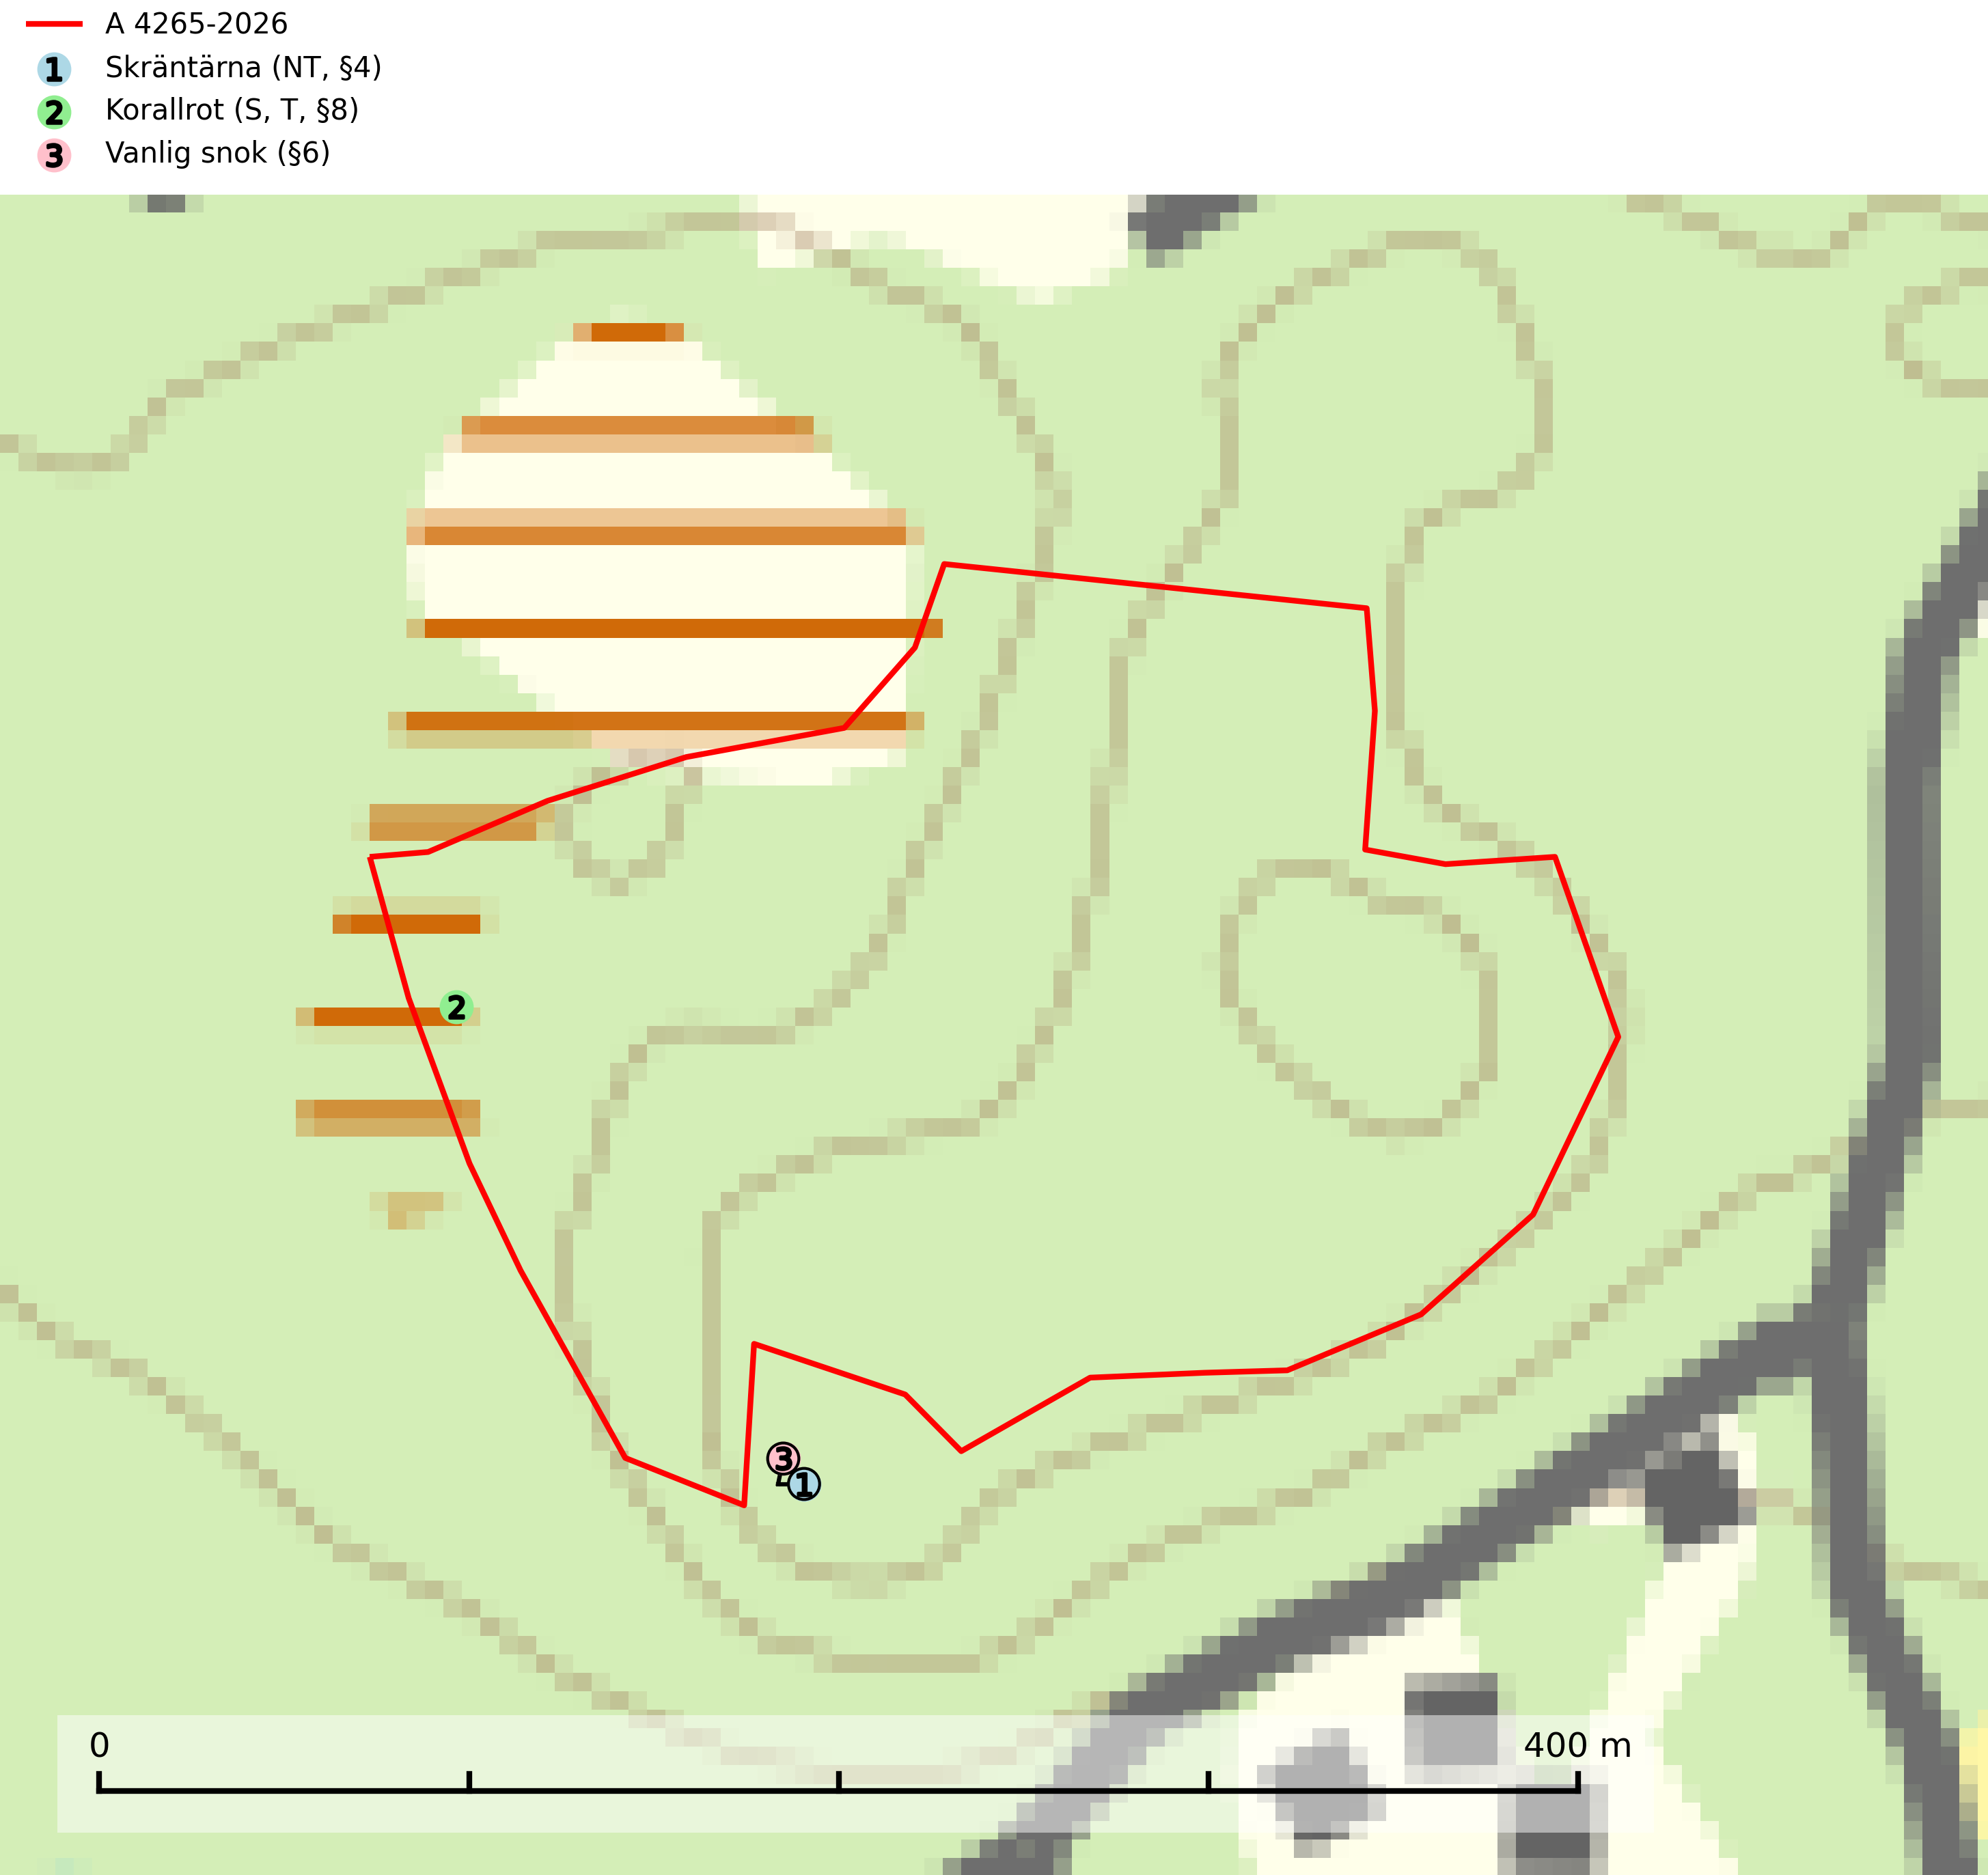 A 4265-2026
1 Skräntärna (NT, §4)
2 Korallrot (S, T, §8)
3 Vanlig snok (§6)
2
3
1
0 400 m